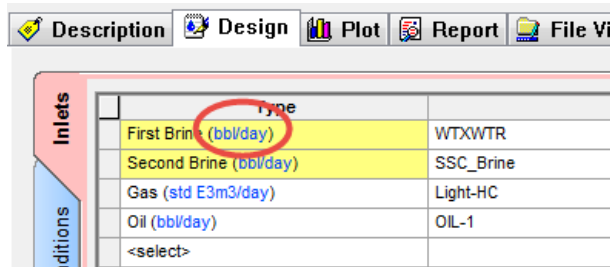 Description Design Plot Report File Vi
Inlets
Type
First Brine (bbl/day) WTXWTR
Second Brine (bbl/day) SSC_Brine
Gas (std E3m3/day) Light-HC
Oil (bbl/day) OIL-1
<select>
ditions